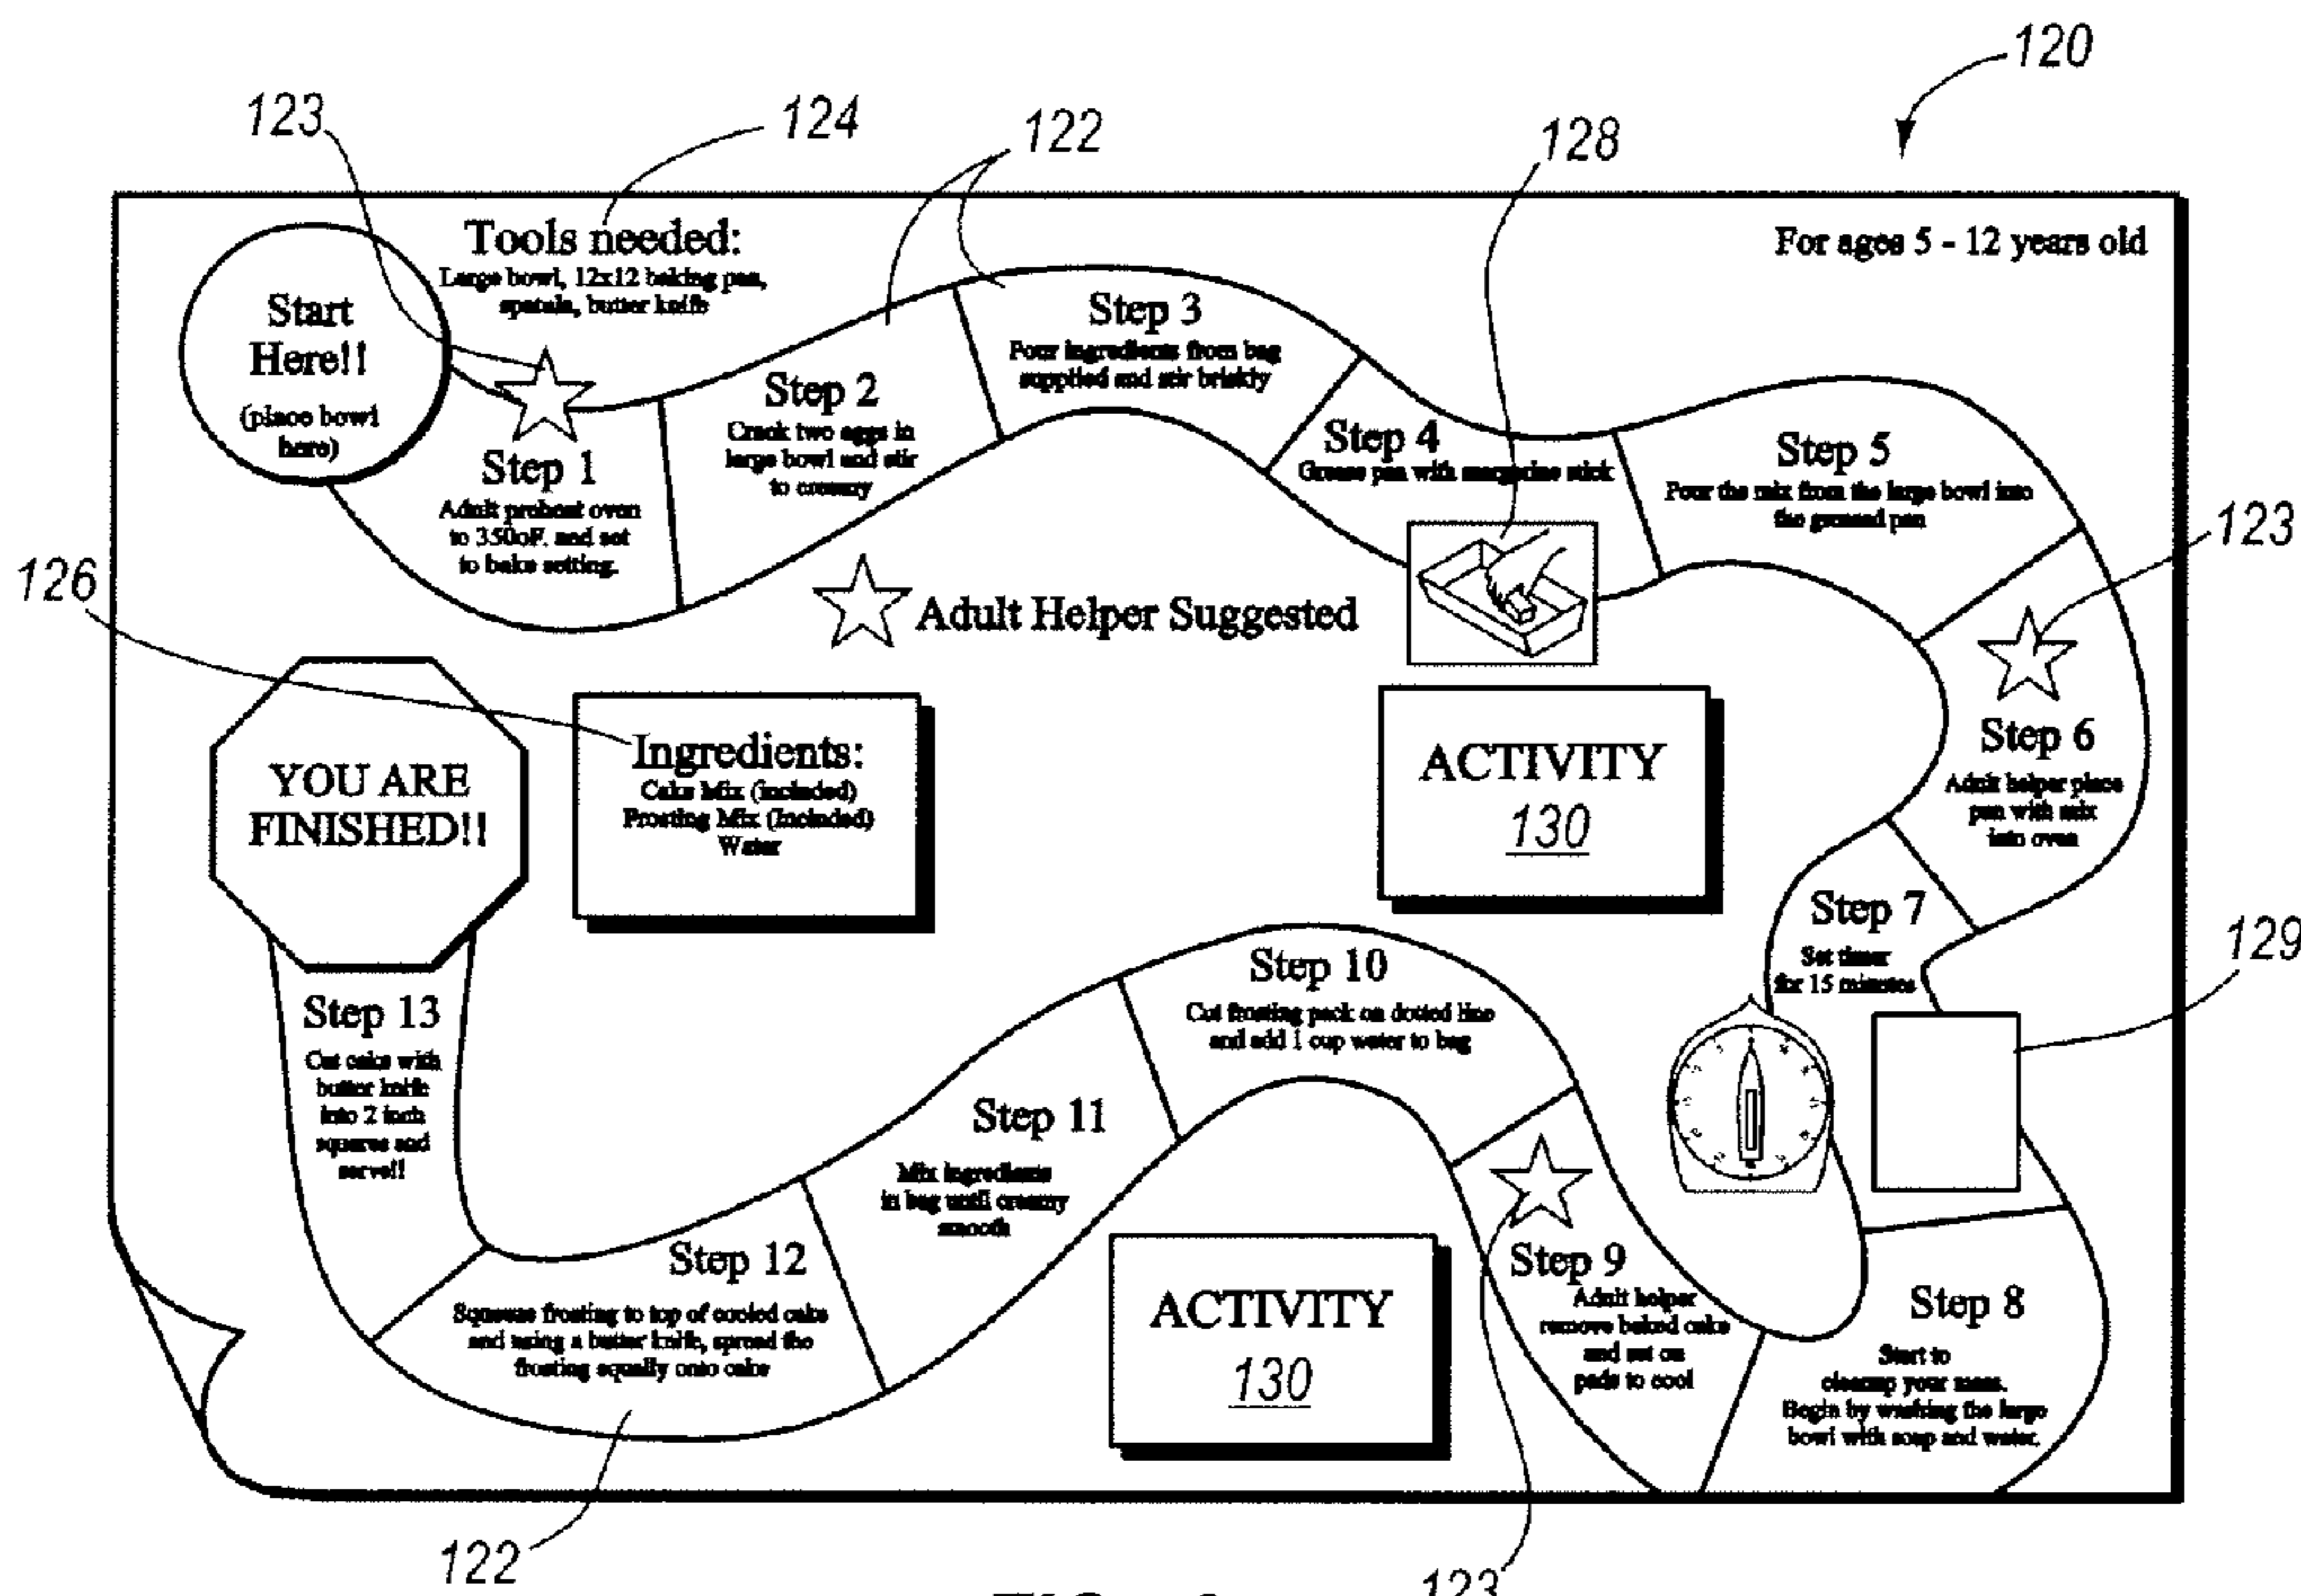 120
123
124
122
128
Tools needed:
Large bowl, 12x12 baking pan,
spatula, butter knife
For ages 5 - 12 years old
Start
Here!!
(place bowl
here)
Step 1
Adult preheat oven
to 350oF. and set
to bake setting.
Step 2
Crack two eggs in
large bowl and stir
to creamy
Step 3
Pour ingredients from bag
supplied and stir briskly
Step 4
Grease pan with margarine stick
Step 5
Pour the mix from the large bowl into
the greased pan
123
126
Adult Helper Suggested
Step 6
Adult helper place
pan with mix
into oven
YOU ARE
FINISHED!!
Ingredients:
Cake Mix (included)
Frosting Mix (Included)
Water
ACTIVITY
130
Step 7
Set timer
for 15 minutes
129
Step 8
Start to
cleanup your mess.
Begin by washing the large
bowl with soap and water.
Step 9
Adult helper
remove baked cake
and set on
pads to cool
Step 10
Cut frosting pack on dotted line
and add 1 cup water to bag
Step 11
Mix ingredients
in bag until creamy
smooth
Step 12
Squeeze frosting to top of cooled cake
and using a butter knife, spread the
frosting equally onto cake
Step 13
Cut cake with
butter knife
into 2 inch
squares and
serve!!
ACTIVITY
130
122
123